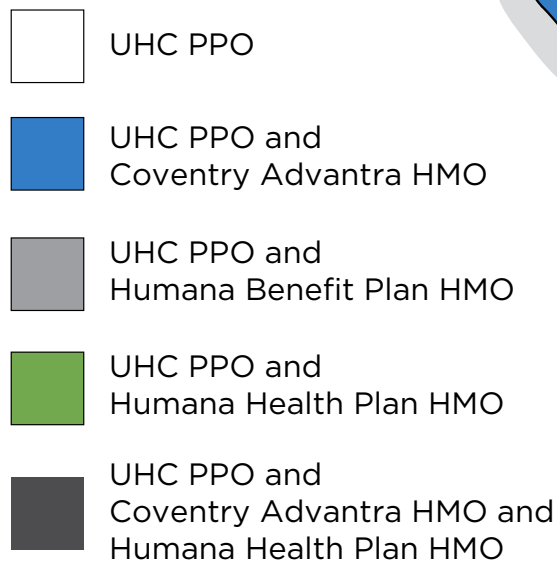 UHC PPO
UHC PPO and
Coventry Advantra HMO
UHC PPO and
Humana Benefit Plan HMO
UHC PPO and
Humana Health Plan HMO
UHC PPO and
Coventry Advantra HMO and
Humana Health Plan HMO